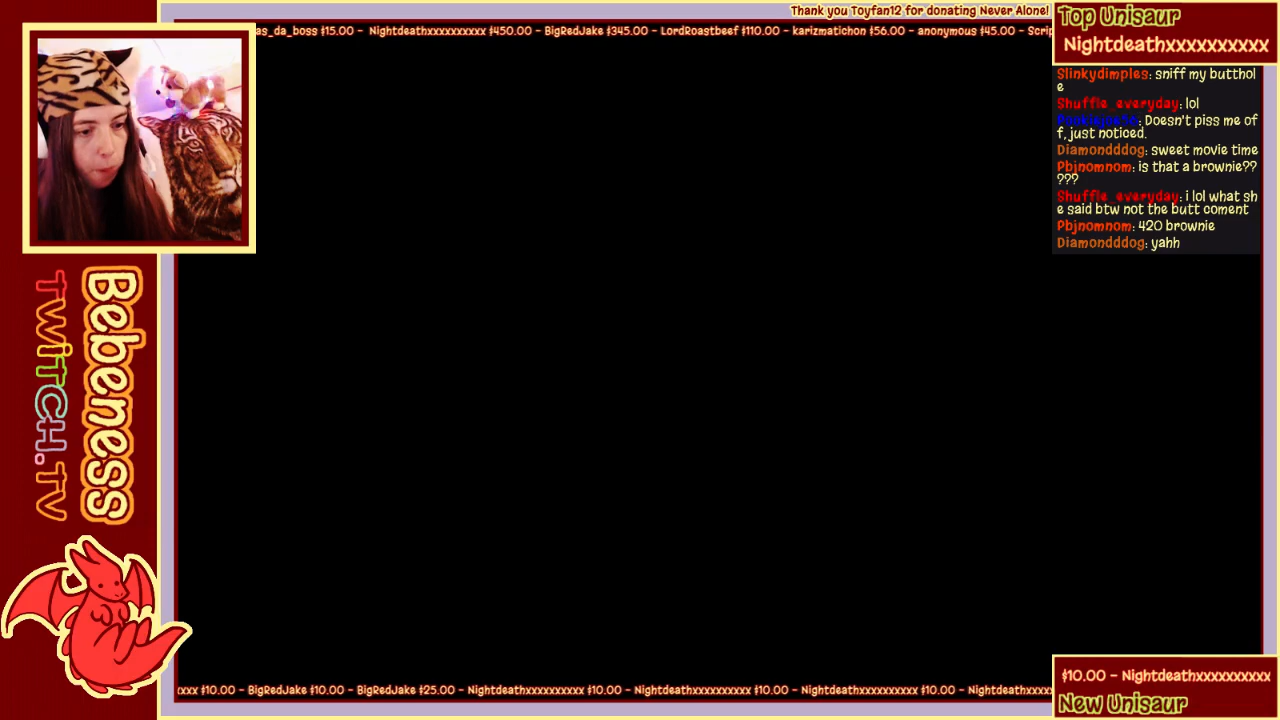 Thank you Toyfan12 for donating Never Alone!
as_da_boss $15.00 - Nightdeathxxxxxxxxxx $450.00 - BigRedJake $345.00 - LordRoastbeef $110.00 - karizmatichon $56.00 - anonymous $45.00 - Scrip
Top Unisaur
Nightdeathxxxxxxxxxx
Slinkydimples: sniff my butthol
e
Shuffle_everyday: lol
Doesn't piss me of
f, just noticed.
Diamondddog: sweet movie time
Pbjnomnom: is that a brownie??
???
Shuffle_everyday: i lol what sh
e said btw not the butt coment
Pbjnomnom: 420 brownie
Diamondddog: yahh
Bebeness
TWiTCH.TV
xxx $10.00 - BigRedJake $10.00 - BigRedJake $25.00 - Nightdeathxxxxxxxxxx $10.00 - Nightdeathxxxxxxxxxx $10.00 - Nightdeathxxxxxxxxxx $10.00 - Nightdeathxxxxx
$10.00 - Nightdeathxxxxxxxxxx
New Unisaur